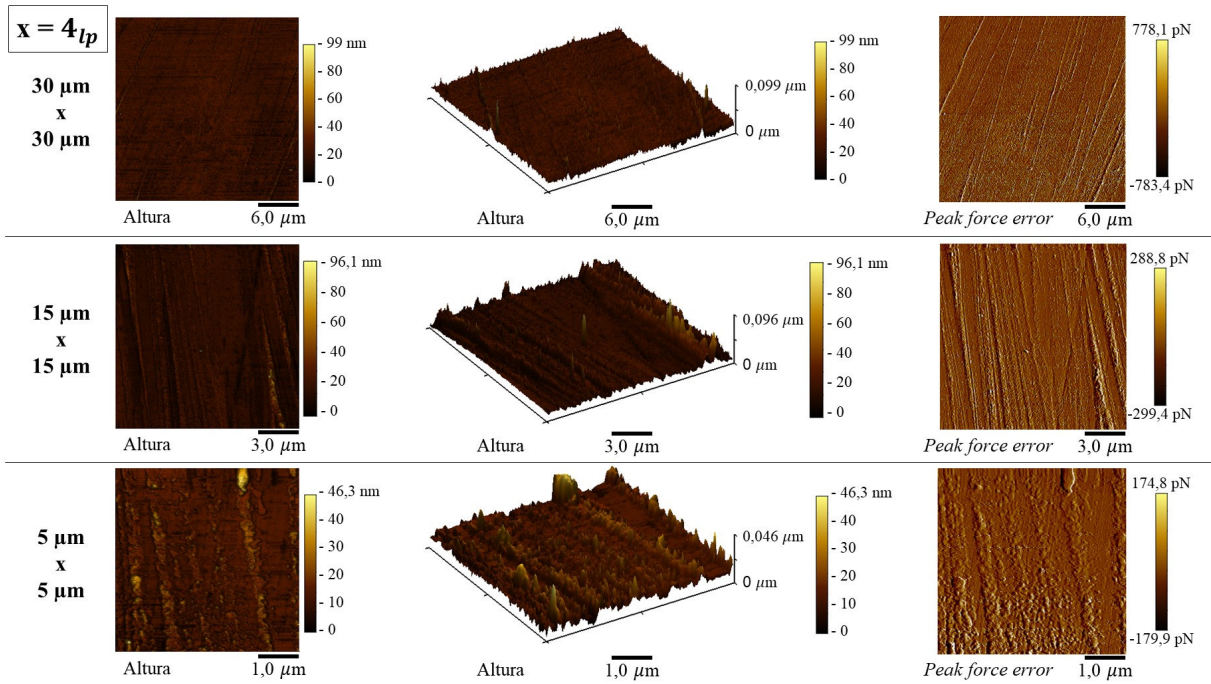 x = 4lp
30 µm
x
30 µm
- 99 nm
- 80
- 60
- 40
- 20
- 0
Altura
6,0 µm
0,099 µm
0 µm
- 99 nm
- 80
- 60
- 40
- 20
- 0
Altura
6,0 µm
778,1 pN
-783,4 pN
Peak force error
6,0 µm
15 µm
x
15 µm
- 96,1 nm
- 80
- 60
- 40
- 20
- 0
Altura
3,0 µm
0,096 µm
0 µm
- 96,1 nm
- 80
- 60
- 40
- 20
- 0
Altura
3,0 µm
288,8 pN
-299,4 pN
Peak force error
3,0 µm
5 µm
x
5 µm
- 46,3 nm
- 40
- 30
- 20
- 10
- 0
Altura
1,0 µm
0,046 µm
0 µm
- 46,3 nm
- 40
- 30
- 20
- 10
- 0
Altura
1,0 µm
174,8 pN
-179,9 pN
Peak force error
1,0 µm